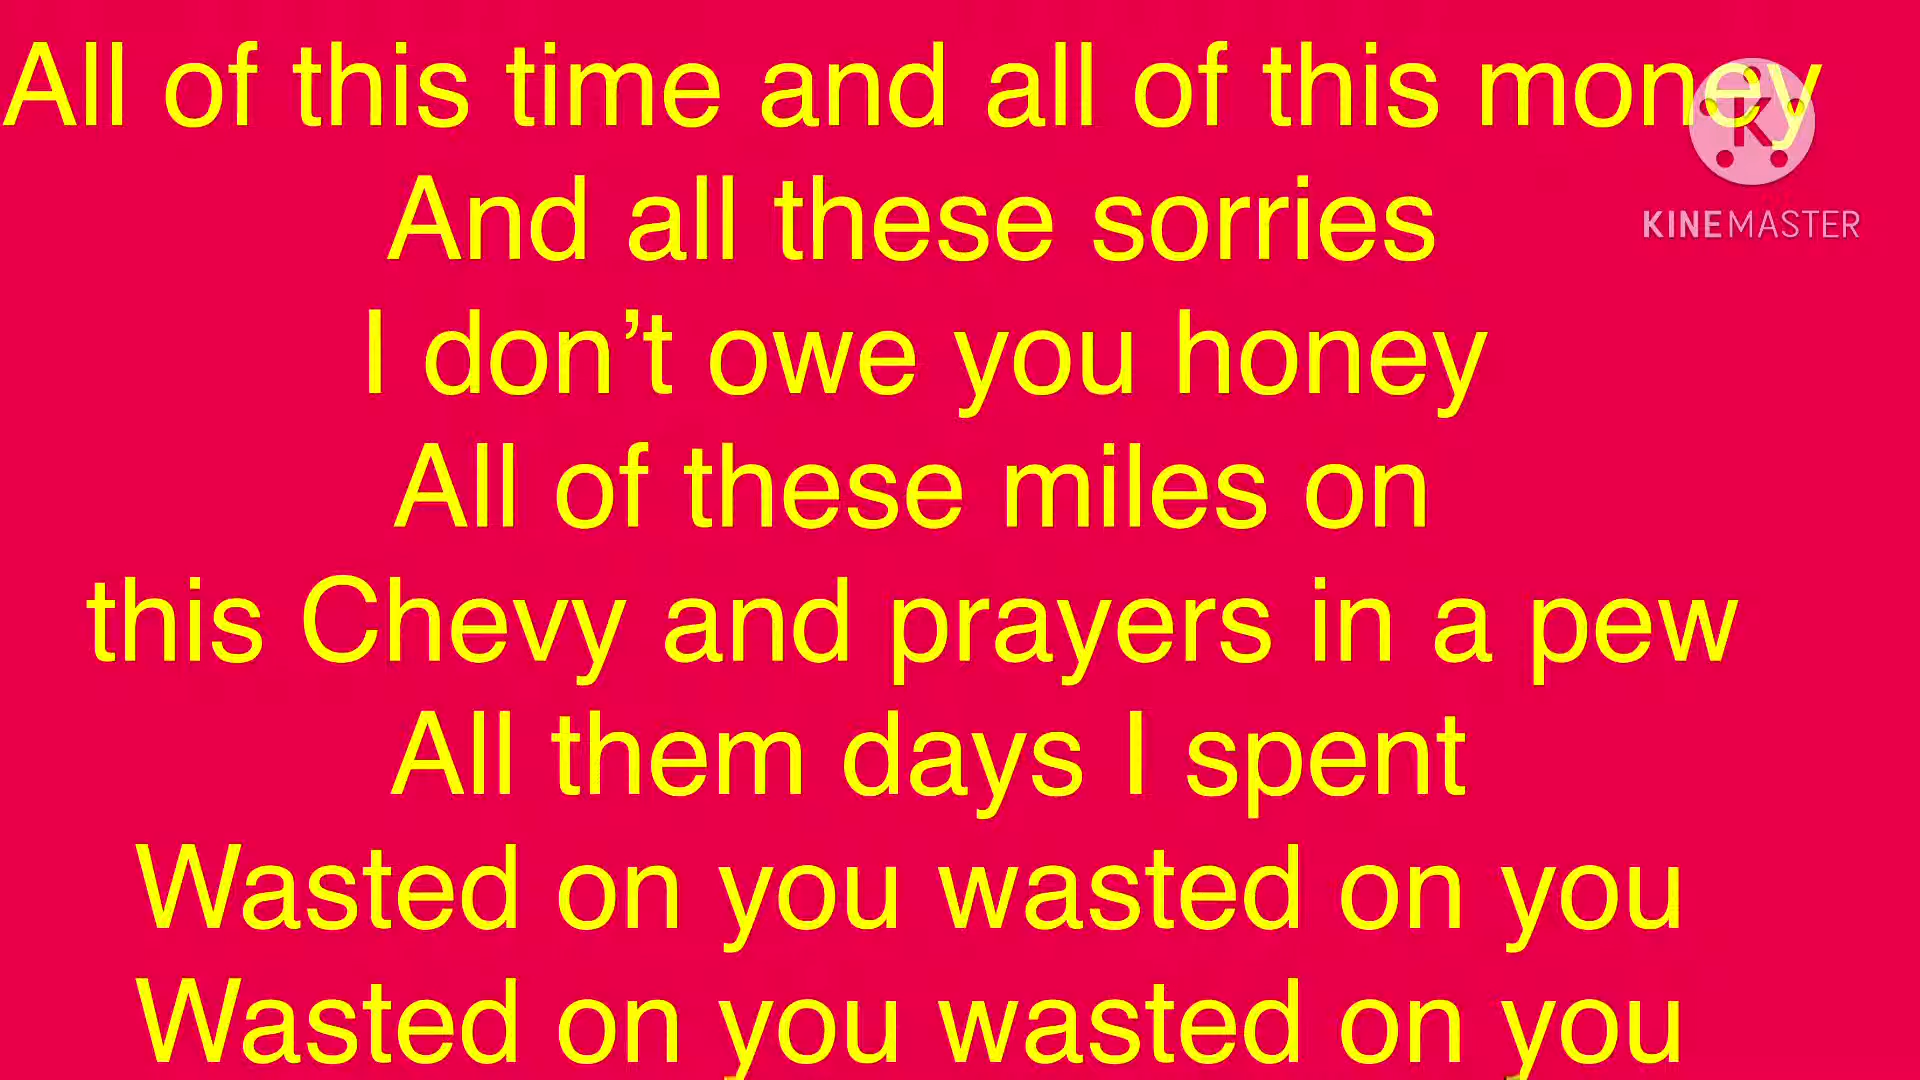 All of this time and all of this money
And all these sorries
I don’t owe you honey
All of these miles on
this Chevy and prayers in a pew
All them days I spent
Wasted on you wasted on you
Wasted on you wasted on you
K
KINEMASTER